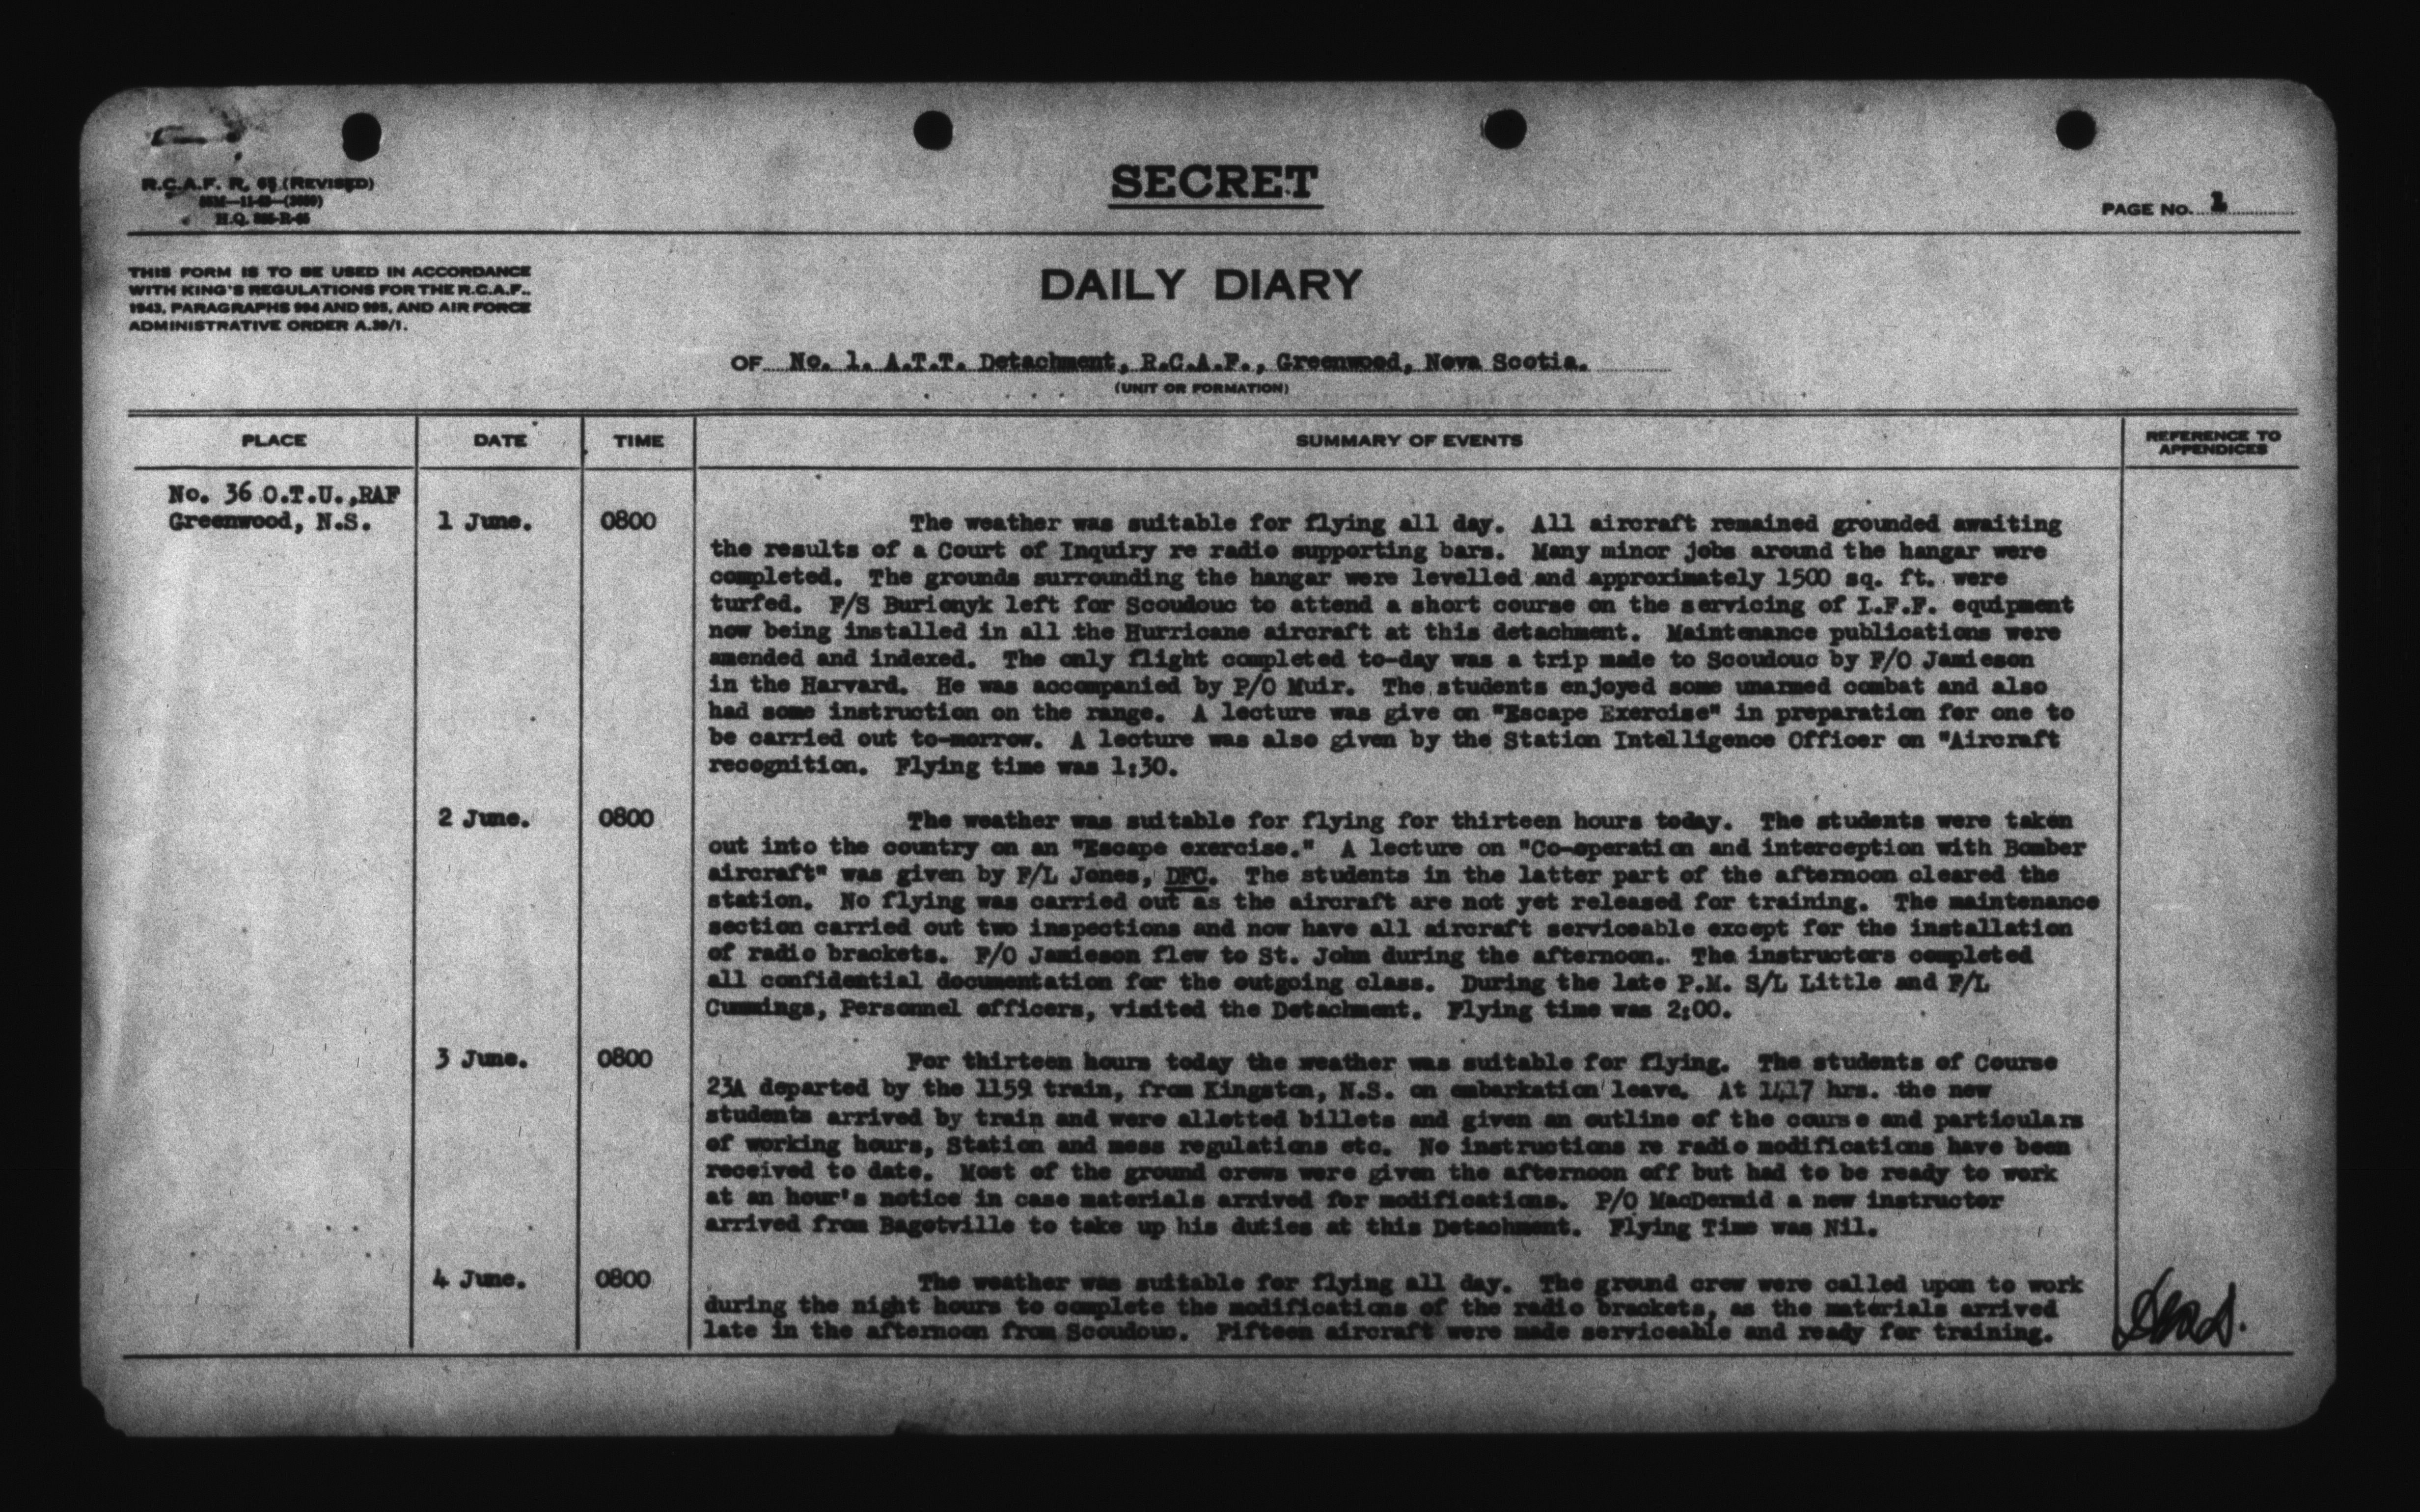 R.C.A.F. R. 65 (REVISED)
SECRET
PAGE NO. 1
THIS FORM IS TO BE USED IN ACCORDANCE
WITH KING'S REGULATIONS FOR THE R.C.A.F.,
1943, PARAGRAPHS 994 AND 995, AND AIR FORCE
ADMINISTRATIVE ORDER A.39/1.
DAILY DIARY
OF No. 1. A.T.T. Detachment, R.C.A.F., Greenwood, Nova Scotia.
(UNIT OR FORMATION)
PLACE DATE TIME SUMMARY OF EVENTS REFERENCE TO
APPENDICES
No. 36 O.T.U.,RAF
Greenwood, N.S. 1 June. 0800 The weather was suitable for flying all day. All aircraft remained grounded awaiting
the results of a Court of Inquiry re radio supporting bars. Many minor jobs around the hangar were
completed. The grounds surrounding the hangar were levelled and approximately 1500 sq. ft. were
turfed. F/S Burionyk left for Scoudouc to attend a short course on the servicing of I.F.F. equipment
now being installed in all the Hurricane aircraft at this detachment. Maintenance publications were
amended and indexed. The only flight completed to-day was a trip made to Scoudouc by F/O Jamieson
in the Harvard. He was accompanied by P/O Muir. The students enjoyed some unarmed combat and also
had some instruction on the range. A lecture was give on "Escape Exercise" in preparation for one to
be carried out to-morrow. A lecture was also given by the Station Intelligence Officer on "Aircraft
recognition. Flying time was 1:30.
2 June. 0800 The weather was suitable for flying for thirteen hours today. The students were taken
out into the country on an "Escape exercise." A lecture on "Co-operation and interception with Bomber
aircraft" was given by F/L Jones, DFC. The students in the latter part of the afternoon cleared the
station. No flying was carried out as the aircraft are not yet released for training. The maintenance
section carried out two inspections and now have all aircraft serviceable except for the installation
of radio brackets. F/O Jamieson flew to St. John during the afternoon. The instructors completed
all confidential documentation for the outgoing class. During the late P.M. S/L Little and F/L
Cummings, Personnel officers, visited the Detachment. Flying time was 2:00.
3 June. 0800 For thirteen hours today the weather was suitable for flying. The students of Course
23A departed by the 1159 train, from Kingston, N.S. on embarkation leave. At 1417 hrs. the new
students arrived by train and were allotted billets and given an outline of the course and particulars
of working hours, Station and mess regulations etc. No instructions re radio modifications have been
received to date. Most of the ground crews were given the afternoon off but had to be ready to work
at an hour's notice in case materials arrived for modifications. P/O MacDermid a new instructor
arrived from Bagotville to take up his duties at this Detachment. Flying Time was Nil.
4 June. 0800 The weather was suitable for flying all day. The ground crew were called upon to work
during the night hours to complete the modifications of the radio brackets, as the materials arrived
late in the afternoon from Scoudouc. Fifteen aircraft were made serviceable and ready for training.